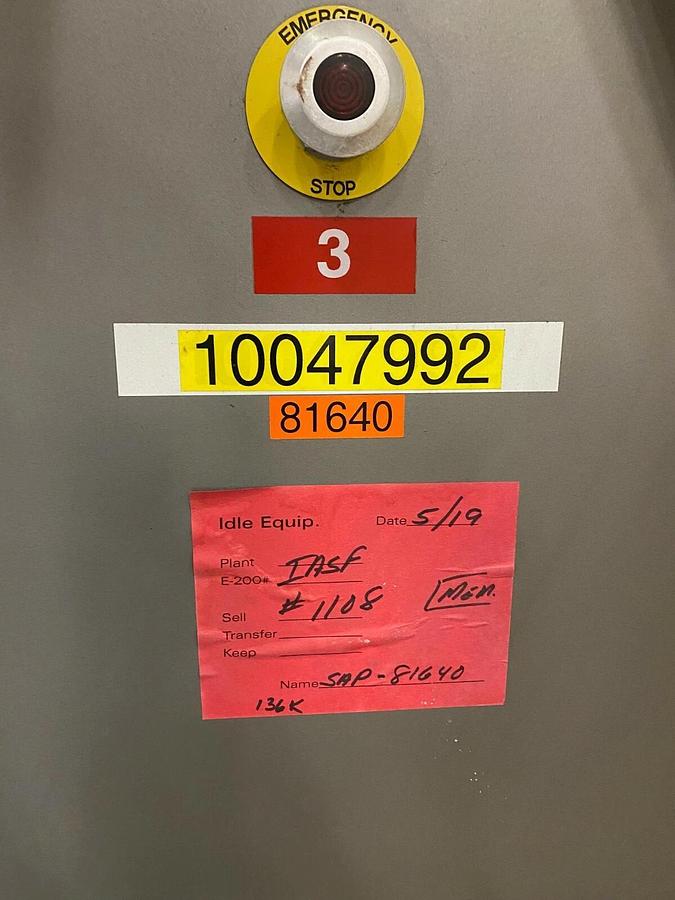 EMERGENCY
STOP
3
10047992
81640
Idle Equip. Date 5/19
Plant
E-200# IASF
Sell #1108 Men.
Transfer
Keep
Name SAP-81640
136K